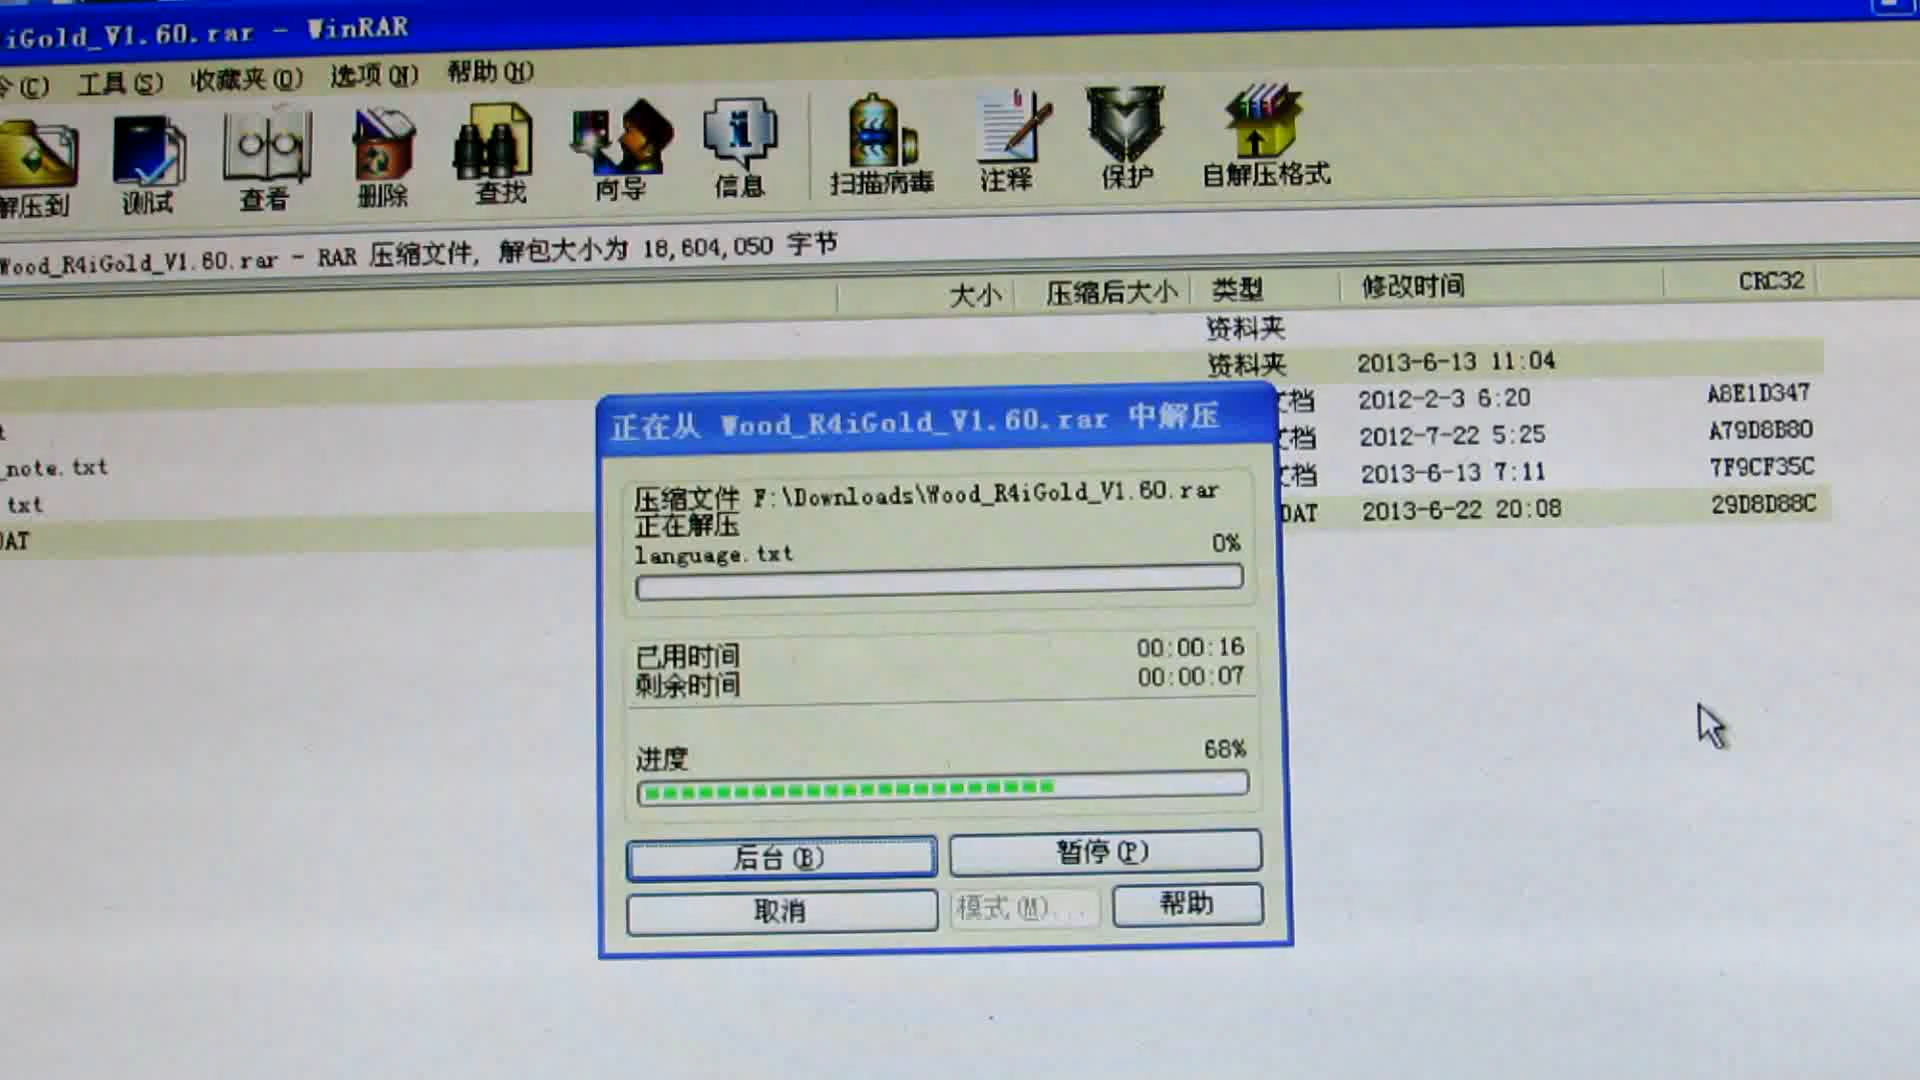 iGold_V1.60.rar - WinRAR
令(C) 工具(S) 收藏夹(O) 选项(N) 帮助(H)
解压到 测试 查看 删除 查找 向导 信息 扫描病毒 注释 保护 自解压格式
Wood_R4iGold_V1.60.rar - RAR 压缩文件, 解包大小为 18,604,050 字节
大小 压缩后大小 类型 修改时间 CRC32
资料夹
资料夹 2013-6-13 11:04
文档 2012-2-3 6:20 A8E1D347
t 文档 2012-7-22 5:25 A79D8B80
_note.txt 文档 2013-6-13 7:11 7F9CF35C
.txt DAT 2013-6-22 20:08 29D8D88C
DAT
正在从 Wood_R4iGold_V1.60.rar 中解压
压缩文件 F:\Downloads\Wood_R4iGold_V1.60.rar
正在解压
language.txt 0%
已用时间 00:00:16
剩余时间 00:00:07
进度 68%
后台(B) 暂停(P)
取消 模式(M)... 帮助